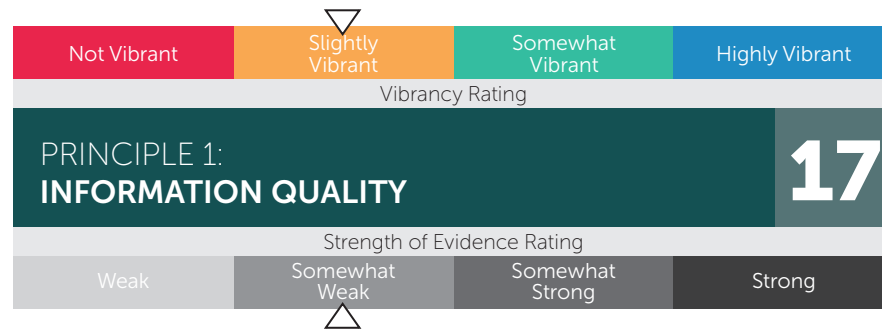 Not Vibrant
Slightly
Vibrant
Somewhat
Vibrant
Highly Vibrant
Vibrancy Rating
PRINCIPLE 1:
INFORMATION QUALITY
17
Strength of Evidence Rating
Weak
Somewhat
Weak
Somewhat
Strong
Strong